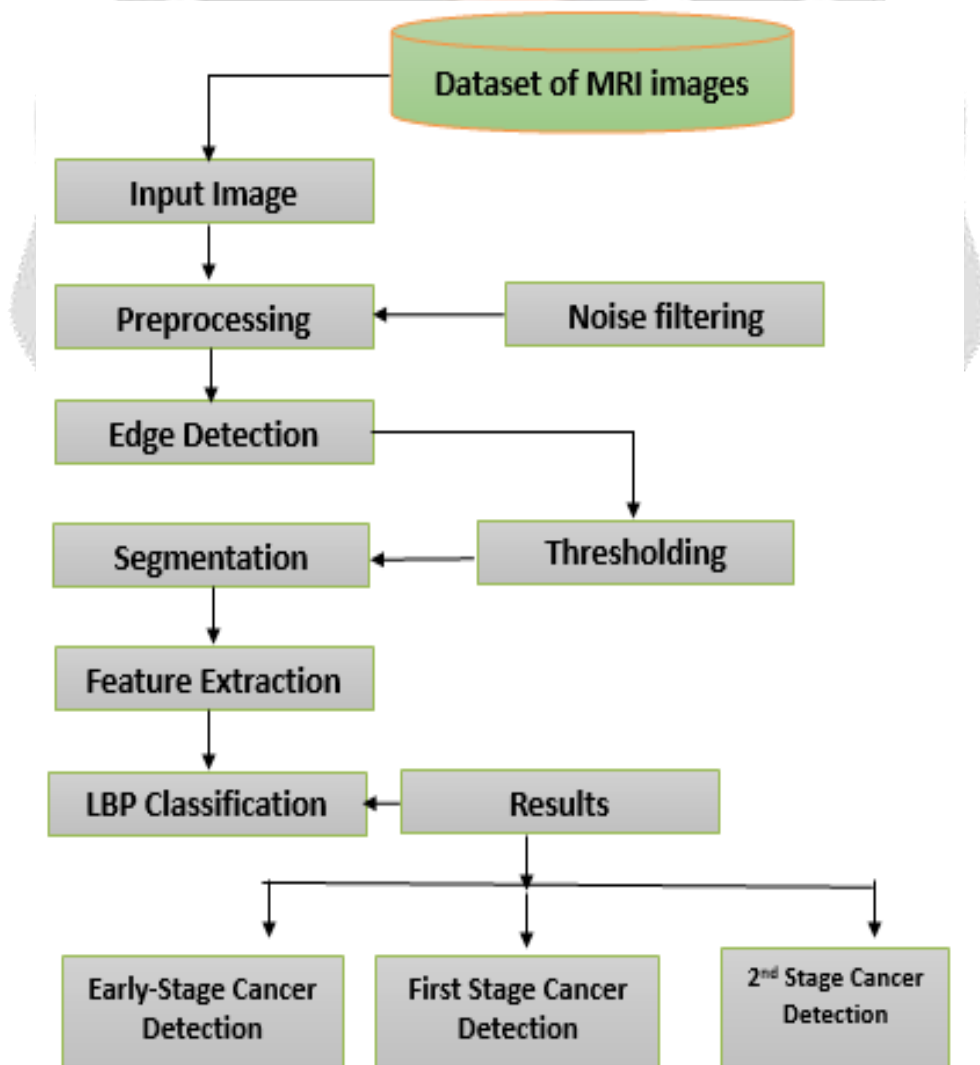 Dataset of MRI images
Input Image
Preprocessing
Noise filtering
Edge Detection
Segmentation
Thresholding
Feature Extraction
LBP Classification
Results
Early-Stage Cancer
Detection
First Stage Cancer
Detection
2nd Stage Cancer
Detection